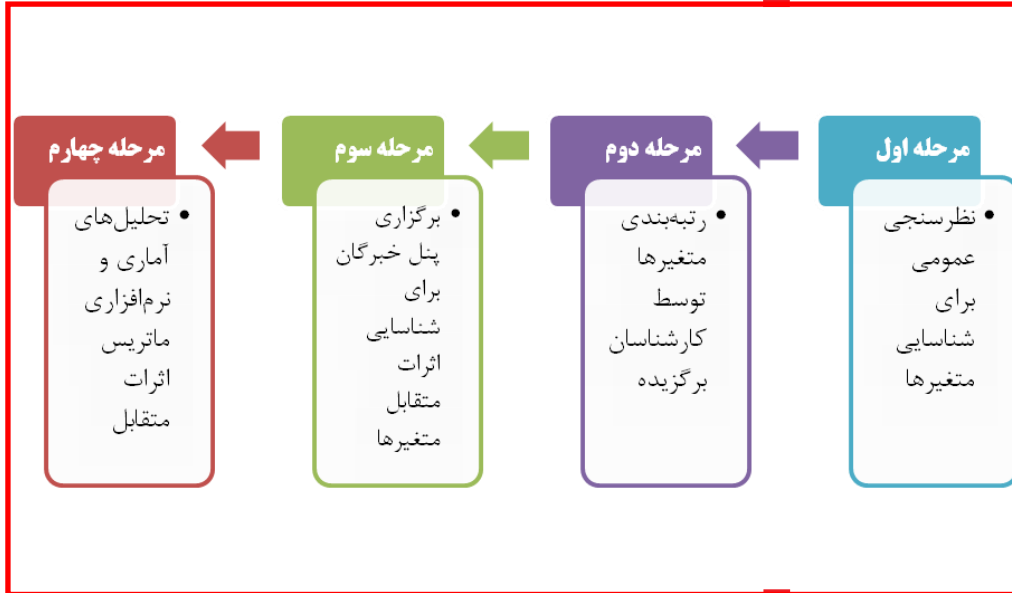 مرحله اول
• نظرسنجی
عمومی
برای
شناسایی
متغیرها
مرحله دوم
• رتبه‌بندی
متغیرها
توسط
کارشناسان
برگزیده
مرحله سوم
• برگزاری
پنل خبرگان
برای
شناسایی
اثرات
متقابل
متغیرها
مرحله چهارم
• تحلیل‌های
آماری و
نرم‌افزاری
ماتریس
اثرات
متقابل